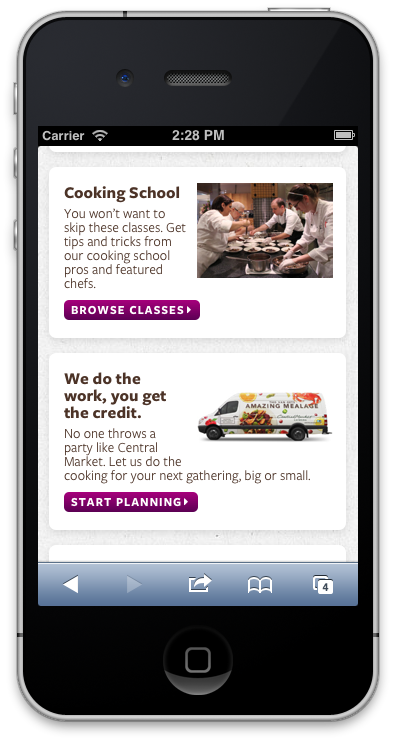 Carrier 2:28 PM
Cooking School
You won't want to
skip these classes. Get
tips and tricks from
our cooking school
pros and featured
chefs.
BROWSE CLASSES
We do the
work, you get
the credit.
AMAZING MEALAGE
No one throws a
party like Central
Market. Let us do the
cooking for your next gathering, big or small.
START PLANNING
4